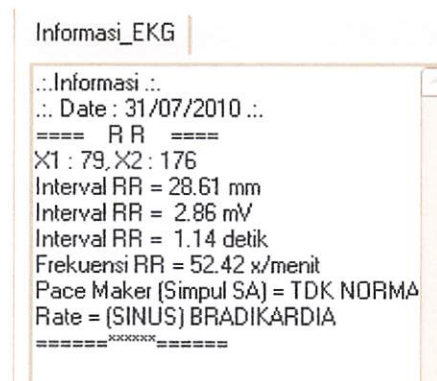 Informasi_EKG
.:.Informasi .:.
.:. Date : 31/07/2010 .:.
==== R R ====
X1 : 79, X2 : 176
Interval RR = 28.61 mm
Interval RR = 2.86 mV
Interval RR = 1.14 detik
Frekuensi RR = 52.42 x/menit
Pace Maker (Simpul SA) = TDK NORMA
Rate = (SINUS) BRADIKARDIA
======××××××======